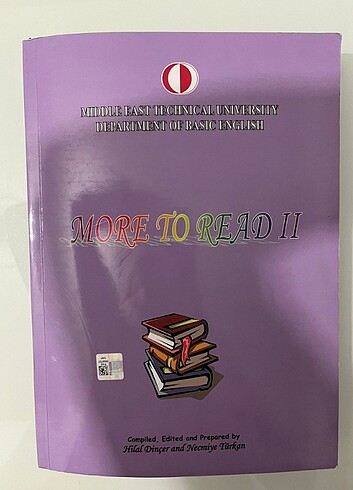 MIDDLE EAST TECHNICAL UNIVERSITY
DEPARTMENT OF BASIC ENGLISH
MORE TO READ II
Compiled, Edited and Prepared by
Hilal Dinçer and Necmiye Türkan